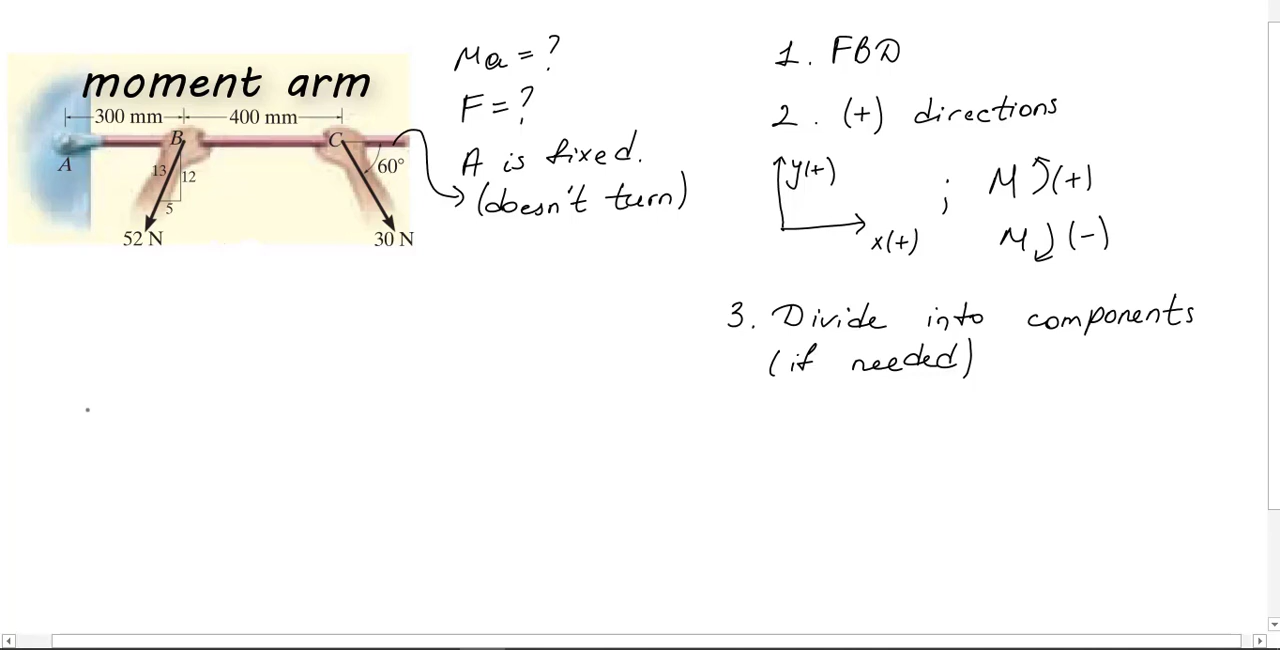 moment arm
300 mm 400 mm
B C
A
13 12 60°
5
52 N 30 N
Ma = ?
F = ?
A is fixed.
(doesn't turn)
1. FBD
2. (+) directions
y(+) ; M (+)
x(+) M (-)
3. Divide into components
(if needed)